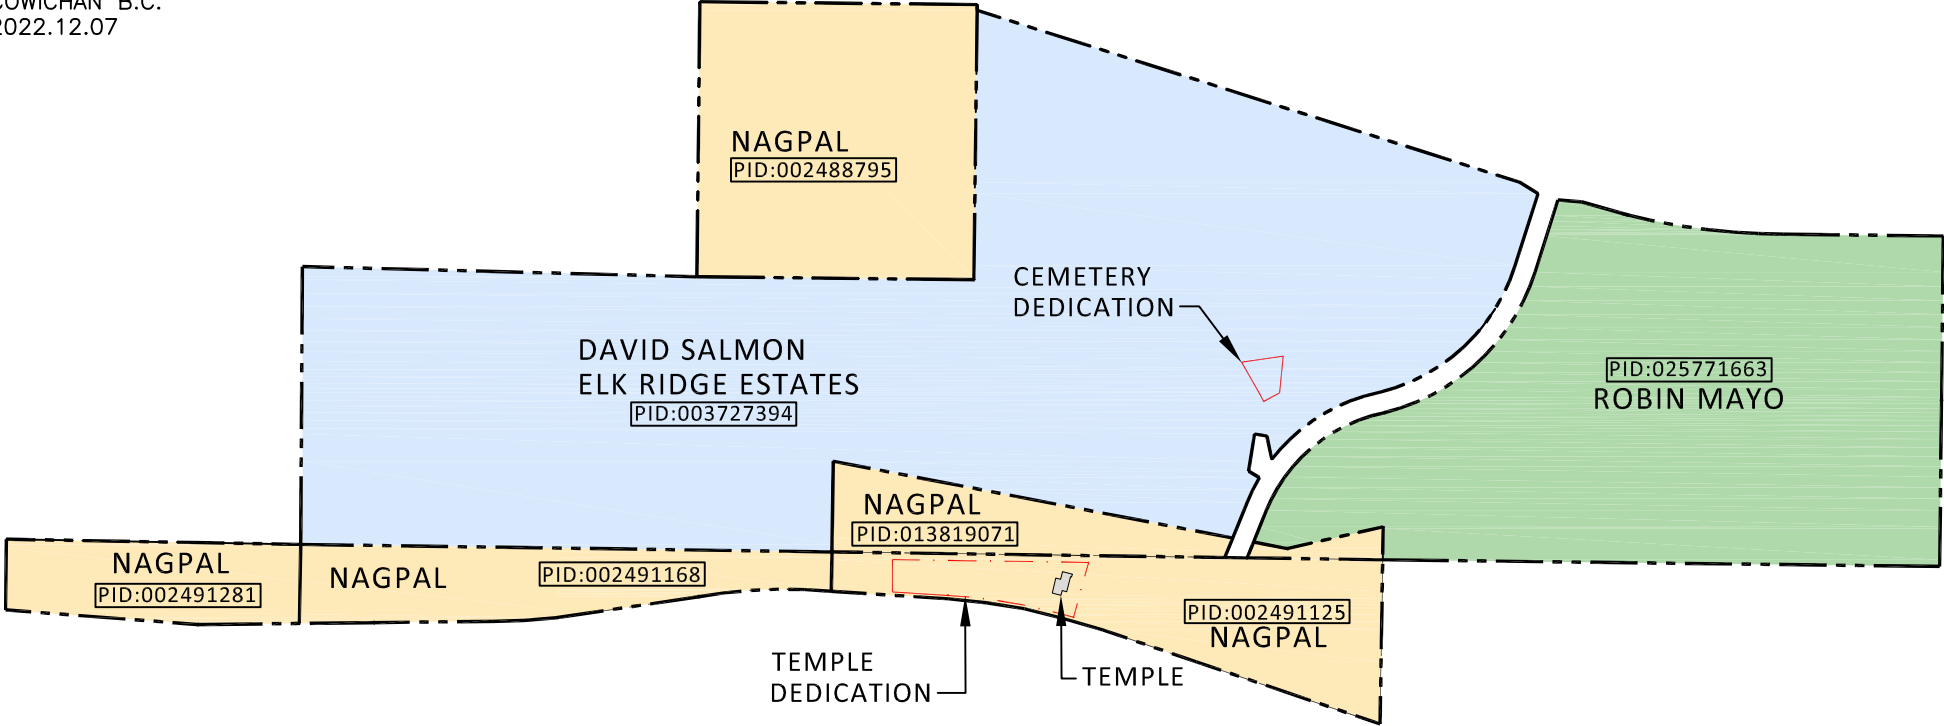 COWICHAN B.C.
2022.12.07
NAGPAL
PID:002488795
CEMETERY
DEDICATION
DAVID SALMON
ELK RIDGE ESTATES
PID:003727394
PID:025771663
ROBIN MAYO
NAGPAL
PID:013819071
NAGPAL
PID:002491281
NAGPAL
PID:002491168
PID:002491125
NAGPAL
TEMPLE
DEDICATION
TEMPLE